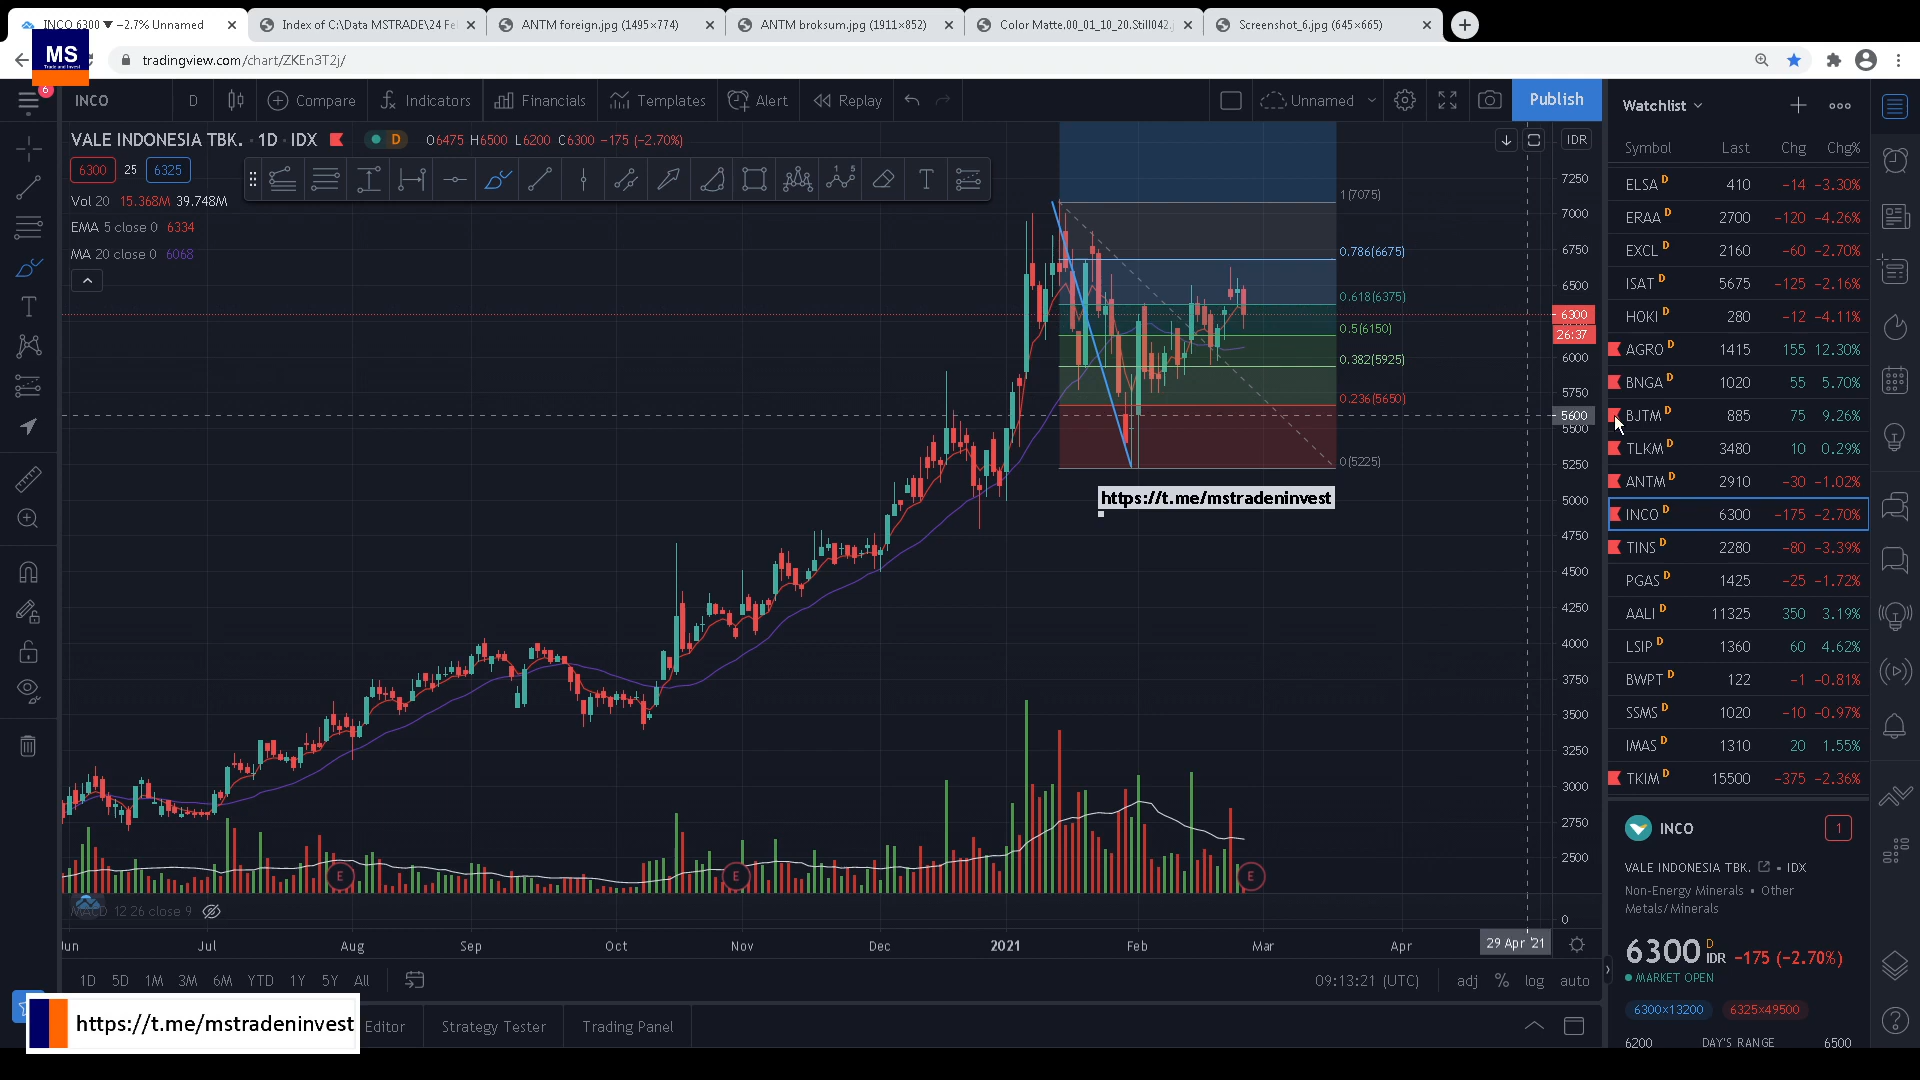 INCO 6300 ▼ −2.7% Unnamed
Index of C:\Data MSTRADE\24 Fe
ANTM foreign.jpg (1495×774)
ANTM broksum.jpg (1911×852)
Color Matte.00_01_10_20.Still042.j
Screenshot_6.jpg (645×665)
MS
tradingview.com/chart/ZKEn3T2j/
6
INCO
D
Compare
Indicators
Financials
Templates
Alert
Replay
Unnamed
Publish
Watchlist
VALE INDONESIA TBK. · 1D · IDX
D
O6475 H6500 L6200 C6300 −175 (−2.70%)
IDR
Symbol Last Chg Chg%
6300 25 6325
Vol 20 15.368M 39.748M
EMA 5 close 0 6334
MA 20 close 0 6068
1(7075)
0.786(6675)
0.618(6375)
0.5(6150)
0.382(5925)
0.236(5650)
0(5225)
https://t.me/mstradeninvest
7250
7000
6750
6500
6300
26:37
6000
5750
5600
5500
5250
5000
4750
4500
4250
4000
3750
3500
3250
3000
2750
2500
0
ELSA D 410 −14 −3.30%
ERAA D 2700 −120 −4.26%
EXCL D 2160 −60 −2.70%
ISAT D 5675 −125 −2.16%
HOKI D 280 −12 −4.11%
AGRO D 1415 155 12.30%
BNGA D 1020 55 5.70%
BJTM D 885 75 9.26%
TLKM D 3480 10 0.29%
ANTM D 2910 −30 −1.02%
INCO D 6300 −175 −2.70%
TINS D 2280 −80 −3.39%
PGAS D 1425 −25 −1.72%
AALI D 11325 350 3.19%
LSIP D 1360 60 4.62%
BWPT D 122 −1 −0.81%
SSMS D 1020 −10 −0.97%
IMAS D 1310 20 1.55%
TKIM D 15500 −375 −2.36%
INCO
1
VALE INDONESIA TBK. • IDX
Non-Energy Minerals • Other
Metals/Minerals
6300 D IDR −175 (−2.70%)
MARKET OPEN
6300×13200 6325×49500
6200 DAY'S RANGE 6500
E E E
MACD 12 26 close 9
Jun Jul Aug Sep Oct Nov Dec 2021 Feb Mar Apr 29 Apr '21
1D 5D 1M 3M 6M YTD 1Y 5Y All
09:13:21 (UTC) adj % log auto
https://t.me/mstradeninvest
Editor Strategy Tester Trading Panel